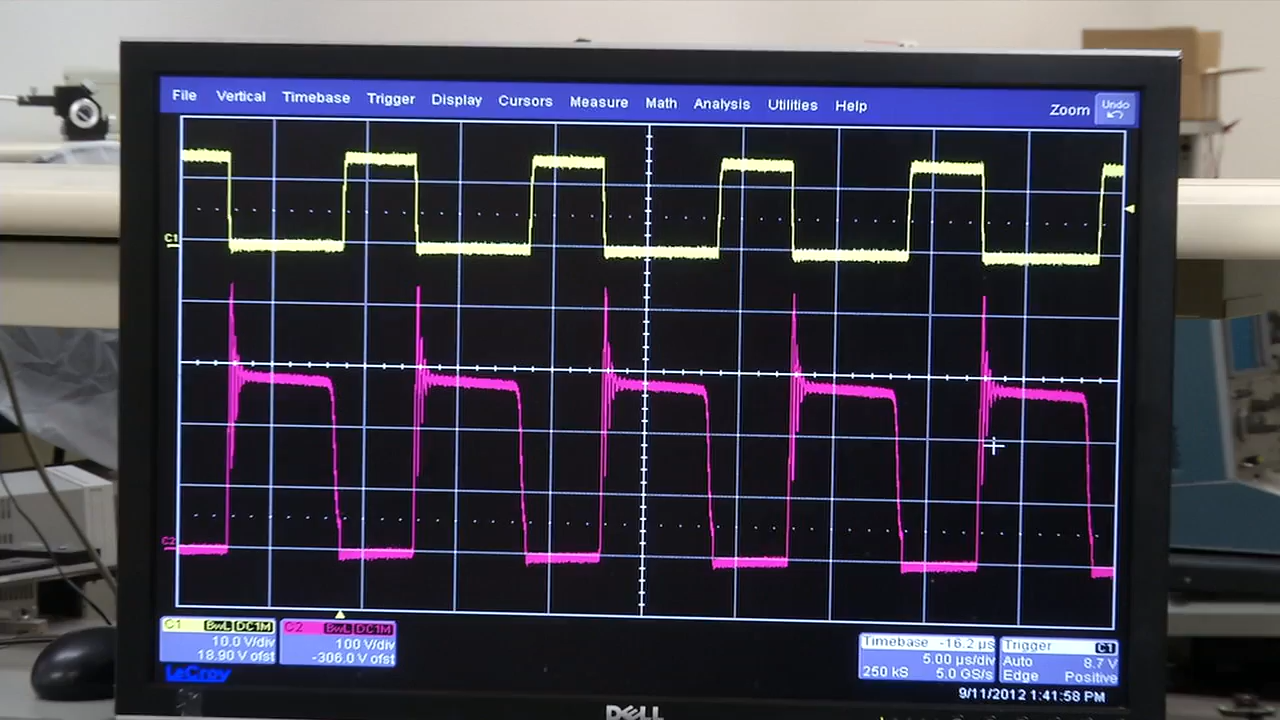 File Vertical Timebase Trigger Display Cursors Measure Math Analysis Utilities Help Zoom Undo
C1
C2
C1 BwL DC1M
10.0 V/div
18.90 V ofst
C2 BwL DC1M
100 V/div
-306.0 V ofst
Timebase -16.2 µs
5.00 µs/div
250 kS 5.0 GS/s
Trigger C1
Auto 8.7 V
Edge Positive
LeCroy
9/11/2012 1:41:58 PM
DELL